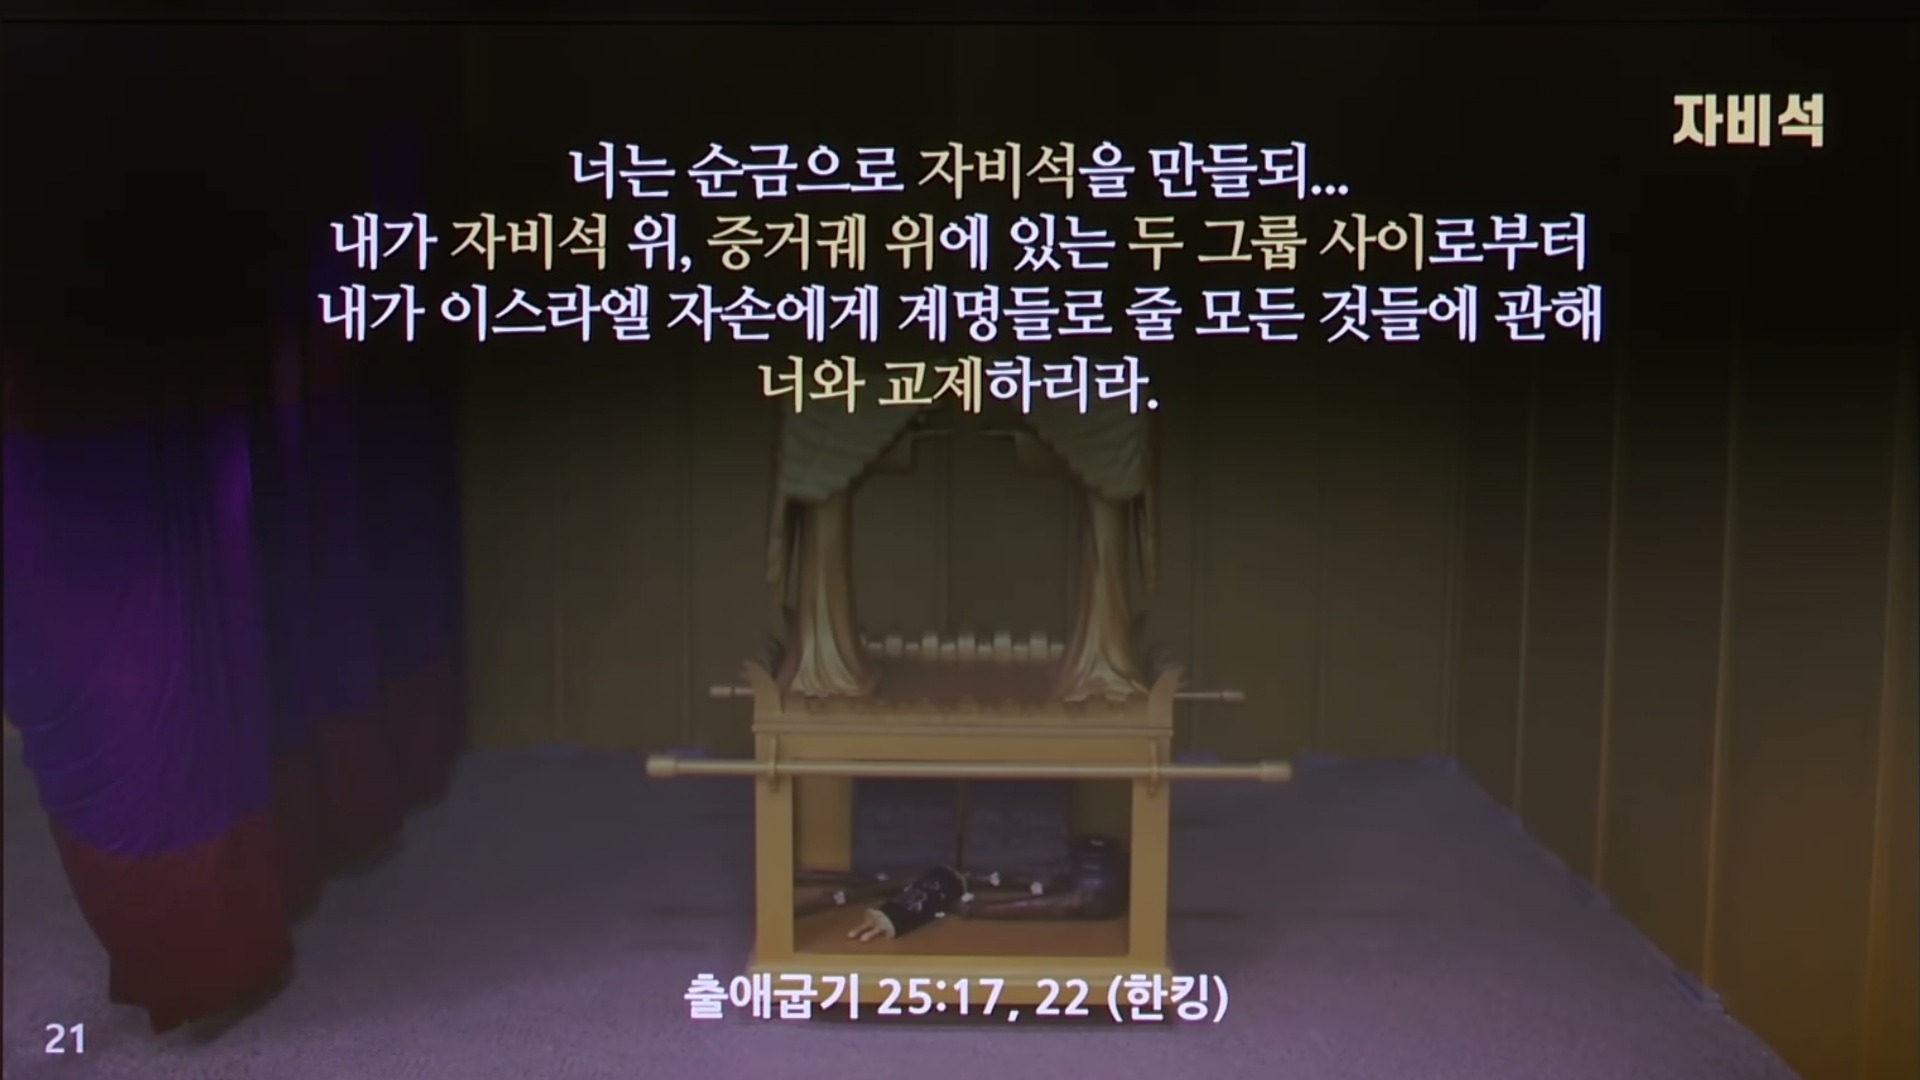 자비석
너는 순금으로 자비석을 만들되...
내가 자비석 위, 증거궤 위에 있는 두 그룹 사이로부터
내가 이스라엘 자손에게 계명들로 줄 모든 것들에 관해
너와 교제하리라.
출애굽기 25:17, 22 (한킹)
21